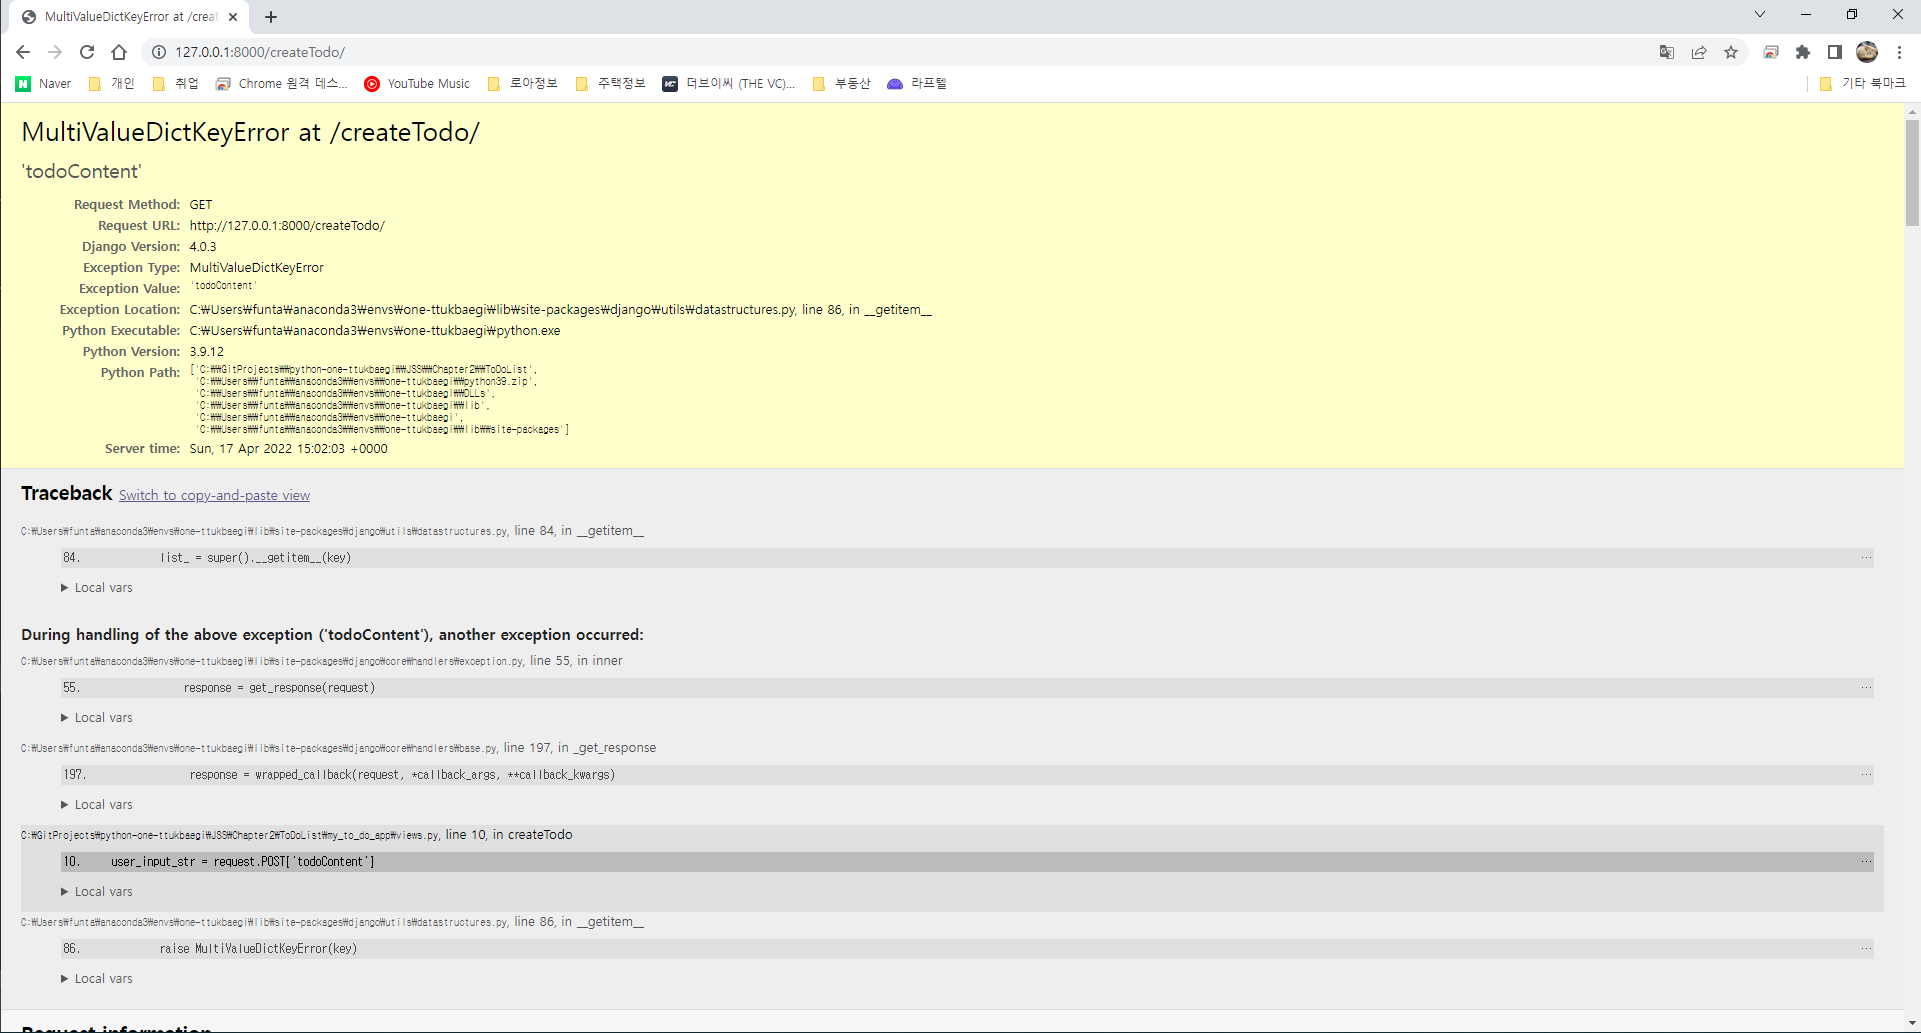 MultiValueDictKeyError at /creat
127.0.0.1:8000/createTodo/
Naver 개인 취업 Chrome 원격 데스... YouTube Music 로아정보 주택정보 더브이씨 (THE VC)... 부동산 라프텔 기타 북마크
MultiValueDictKeyError at /createTodo/
'todoContent'
Request Method: GET
Request URL: http://127.0.0.1:8000/createTodo/
Django Version: 4.0.3
Exception Type: MultiValueDictKeyError
Exception Value: 'todoContent'
Exception Location: C:₩Users₩funta₩anaconda3₩envs₩one-ttukbaegi₩lib₩site-packages₩django₩utils₩datastructures.py, line 86, in __getitem__
Python Executable: C:₩Users₩funta₩anaconda3₩envs₩one-ttukbaegi₩python.exe
Python Version: 3.9.12
Python Path: ['C:₩₩GitProjects₩₩python-one-ttukbaegi₩₩JSS₩₩Chapter2₩₩ToDoList',
'C:₩₩Users₩₩funta₩₩anaconda3₩₩envs₩₩one-ttukbaegi₩₩python39.zip',
'C:₩₩Users₩₩funta₩₩anaconda3₩₩envs₩₩one-ttukbaegi₩₩DLLs',
'C:₩₩Users₩₩funta₩₩anaconda3₩₩envs₩₩one-ttukbaegi₩₩lib',
'C:₩₩Users₩₩funta₩₩anaconda3₩₩envs₩₩one-ttukbaegi',
'C:₩₩Users₩₩funta₩₩anaconda3₩₩envs₩₩one-ttukbaegi₩₩lib₩₩site-packages']
Server time: Sun, 17 Apr 2022 15:02:03 +0000
Traceback Switch to copy-and-paste view
C:₩Users₩funta₩anaconda3₩envs₩one-ttukbaegi₩lib₩site-packages₩django₩utils₩datastructures.py, line 84, in __getitem__
84. list_ = super().__getitem__(key) ...
▶ Local vars
During handling of the above exception ('todoContent'), another exception occurred:
C:₩Users₩funta₩anaconda3₩envs₩one-ttukbaegi₩lib₩site-packages₩django₩core₩handlers₩exception.py, line 55, in inner
55. response = get_response(request) ...
▶ Local vars
C:₩Users₩funta₩anaconda3₩envs₩one-ttukbaegi₩lib₩site-packages₩django₩core₩handlers₩base.py, line 197, in _get_response
197. response = wrapped_callback(request, *callback_args, **callback_kwargs) ...
▶ Local vars
C:₩GitProjects₩python-one-ttukbaegi₩JSS₩Chapter2₩ToDoList₩my_to_do_app₩views.py, line 10, in createTodo
10. user_input_str = request.POST['todoContent'] ...
▶ Local vars
C:₩Users₩funta₩anaconda3₩envs₩one-ttukbaegi₩lib₩site-packages₩django₩utils₩datastructures.py, line 86, in __getitem__
86. raise MultiValueDictKeyError(key) ...
▶ Local vars
Request information